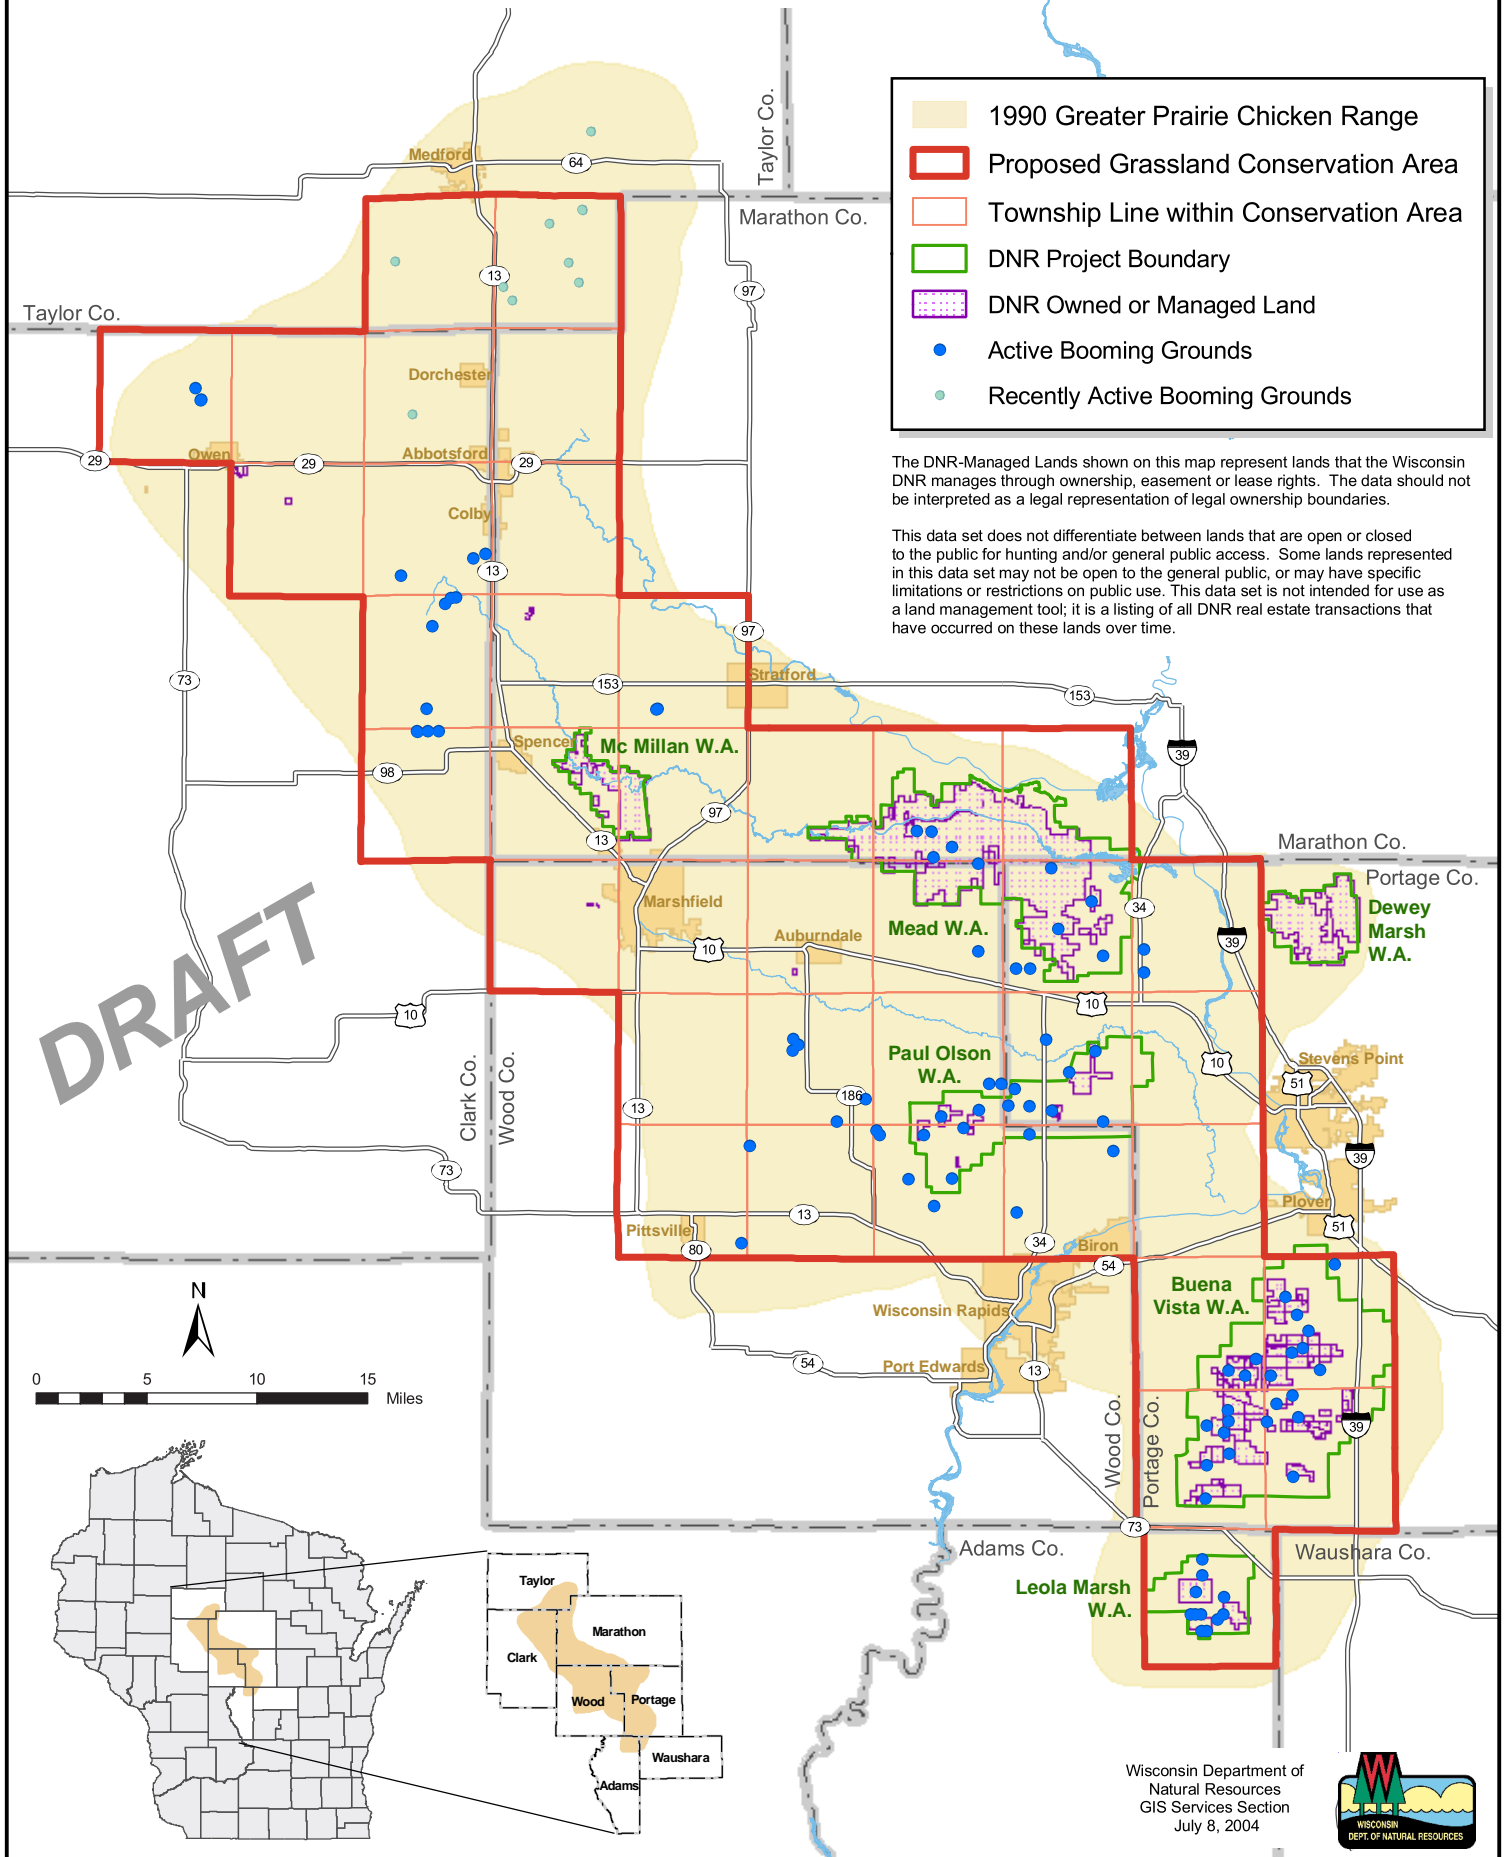 1990 Greater Prairie Chicken Range
Proposed Grassland Conservation Area
Township Line within Conservation Area
DNR Project Boundary
DNR Owned or Managed Land
Active Booming Grounds
Recently Active Booming Grounds
The DNR-Managed Lands shown on this map represent lands that the Wisconsin
DNR manages through ownership, easement or lease rights. The data should not
be interpreted as a legal representation of legal ownership boundaries.
This data set does not differentiate between lands that are open or closed
to the public for hunting and/or general public access. Some lands represented
in this data set may not be open to the general public, or may have specific
limitations or restrictions on public use. This data set is not intended for use as
a land management tool; it is a listing of all DNR real estate transactions that
have occurred on these lands over time.
Taylor Co.
Medford
64
Marathon Co.
13
97
Taylor Co.
Dorchester
Owen
Abbotsford
29
29
29
Colby
13
97
73
153
Stratford
153
Spencer
Mc Millan W.A.
39
98
97
13
Marathon Co.
Portage Co.
Marshfield
Dewey
Marsh
W.A.
34
Mead W.A.
Auburndale
39
10
10
10
DRAFT
Paul Olson
W.A.
Stevens Point
10
51
Clark Co.
Wood Co.
13
186
39
73
Plover
13
51
Pittsville
80
34
Biron
54
Buena
Vista W.A.
Wisconsin Rapids
N
54
Port Edwards
13
0
5
10
15
Miles
Wood Co.
Portage Co.
39
73
Adams Co.
Waushara Co.
Leola Marsh
W.A.
Taylor
Marathon
Clark
Wood
Portage
Waushara
Adams
Wisconsin Department of
Natural Resources
GIS Services Section
July 8, 2004
W
WISCONSIN
DEPT. OF NATURAL RESOURCES